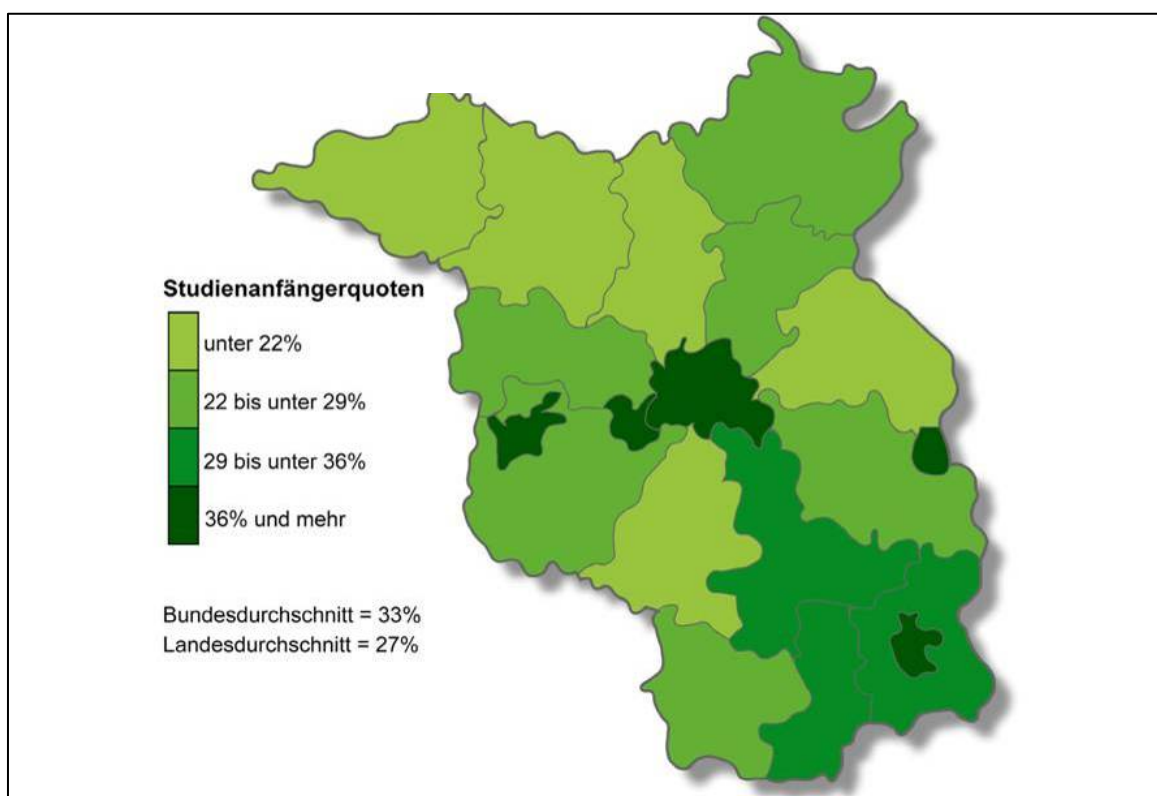 Studienanfängerquoten
unter 22%
22 bis unter 29%
29 bis unter 36%
36% und mehr
Bundesdurchschnitt = 33%
Landesdurchschnitt = 27%